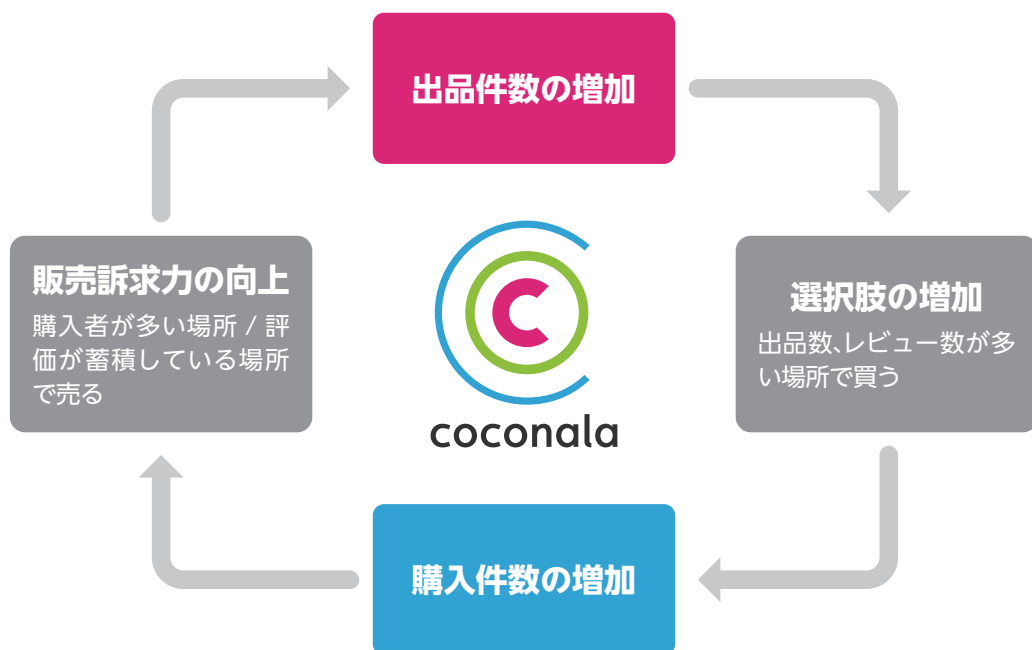 出品件数の増加
販売訴求力の向上
購入者が多い場所 / 評
価が蓄積している場所
で売る
選択肢の増加
出品数、レビュー数が多
い場所で買う
coconala
購入件数の増加